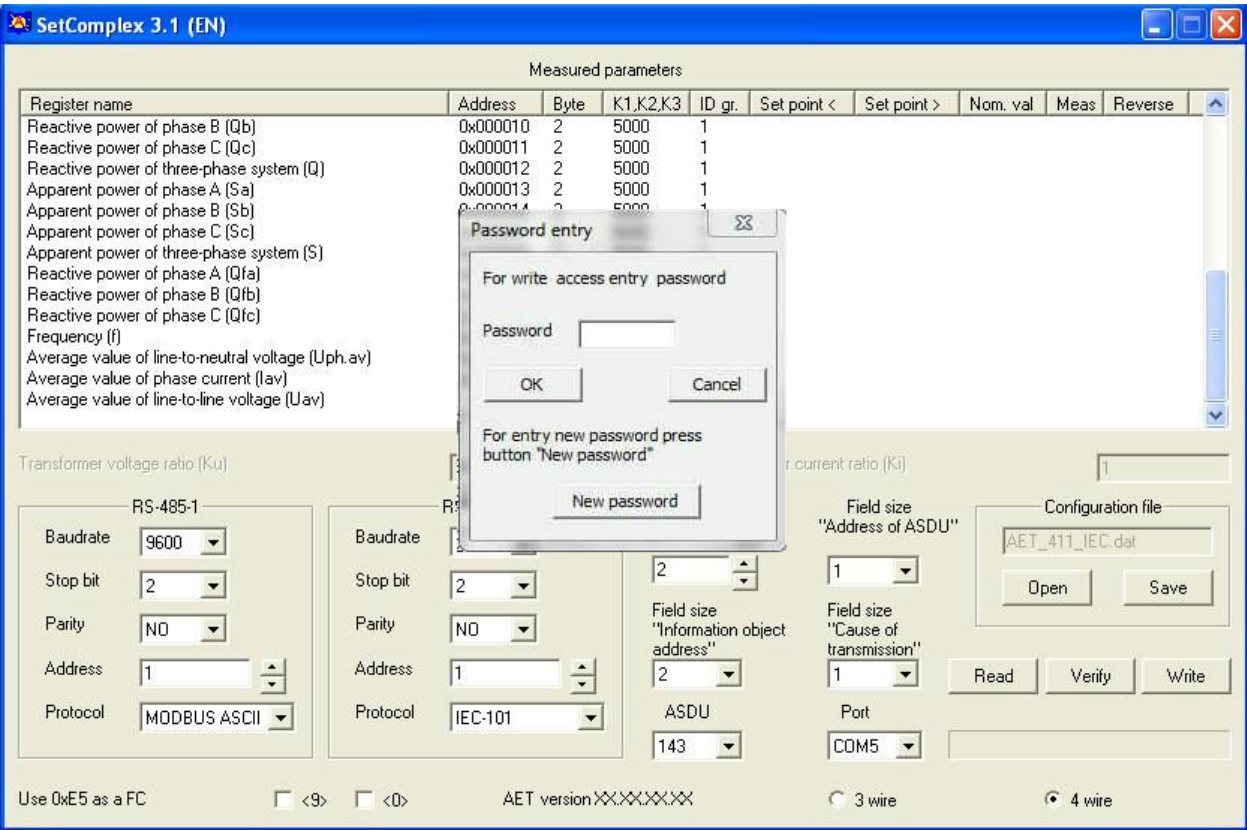 SetComplex 3.1 (EN)
Measured parameters
Register name Address Byte K1,K2,K3 ID gr. Set point < Set point > Nom. val Meas Reverse
Reactive power of phase B (Qb) 0x000010 2 5000 1
Reactive power of phase C (Qc) 0x000011 2 5000 1
Reactive power of three-phase system (Q) 0x000012 2 5000 1
Apparent power of phase A (Sa) 0x000013 2 5000 1
Apparent power of phase B (Sb) 0x000014 2 5000 1
Apparent power of phase C (Sc)
Apparent power of three-phase system (S)
Reactive power of phase A (Qfa)
Reactive power of phase B (Qfb)
Reactive power of phase C (Qfc)
Frequency (f)
Average value of line-to-neutral voltage (Uph.av)
Average value of phase current (Iav)
Average value of line-to-line voltage (Uav)
Password entry
For write access entry password
Password
OK Cancel
For entry new password press
button "New password"
New password
Transformer voltage ratio (Ku)
current ratio (Ki) 1
RS-485-1
Baudrate 9600
Stop bit 2
Parity NO
Address 1
Protocol MODBUS ASCII
Baudrate
Stop bit 2
Parity NO
Address 1
Protocol IEC-101
2
Field size
"Information object
address"
2
ASDU
143
Field size
"Address of ASDU"
1
Field size
"Cause of
transmission"
1
Port
COM5
Configuration file
AET_411_IEC.dat
Open Save
Read Verify Write
Use 0xE5 as a FC <9> <0> AET version XX.XX.XX.XX 3 wire 4 wire